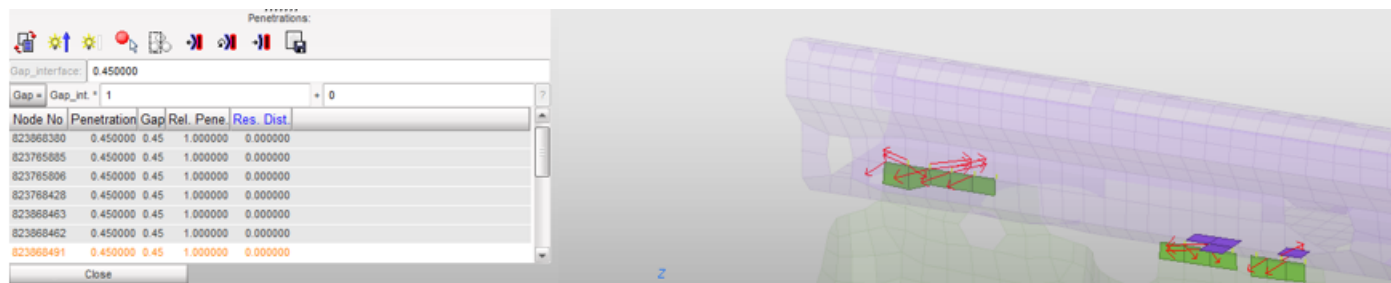 Penetrations:
Gap_interface: 0.450000
Gap = Gap_int. * 1 + 0 ?
Node No Penetration Gap Rel. Pene. Res. Dist.
823868380 0.450000 0.45 1.000000 0.000000
823765885 0.450000 0.45 1.000000 0.000000
823765806 0.450000 0.45 1.000000 0.000000
823768428 0.450000 0.45 1.000000 0.000000
823868463 0.450000 0.45 1.000000 0.000000
823868462 0.450000 0.45 1.000000 0.000000
823868491 0.450000 0.45 1.000000 0.000000
Close
Z